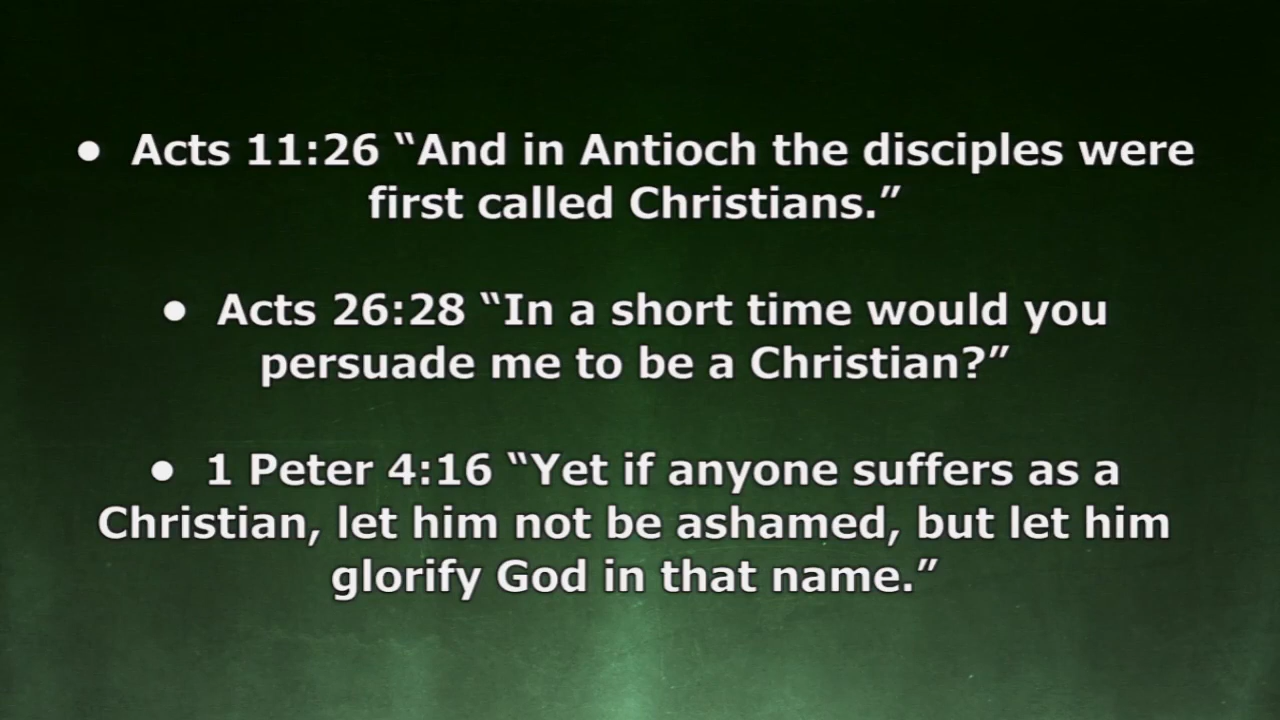 ● Acts 11:26 “And in Antioch the disciples were
first called Christians.”
● Acts 26:28 “In a short time would you
persuade me to be a Christian?”
● 1 Peter 4:16 “Yet if anyone suffers as a
Christian, let him not be ashamed, but let him
glorify God in that name.”